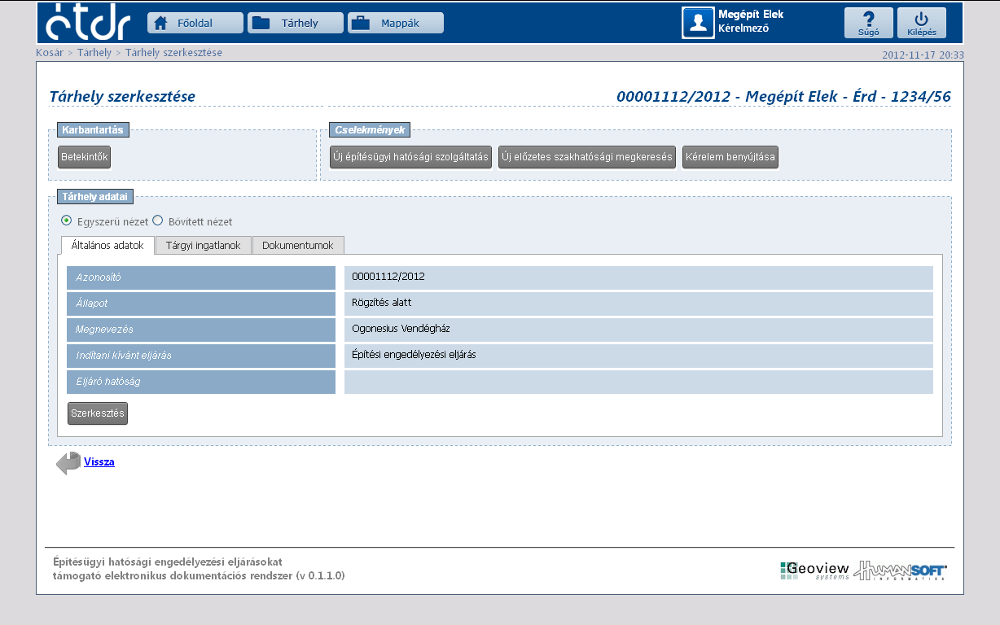 étdr
Főoldal
Tárhely
Mappák
Megépít Elek
Kérelmező
Súgó
Kilépés
Kosár > Tárhely > Tárhely szerkesztése
2012-11-17 20:33
Tárhely szerkesztése
00001112/2012 - Megépít Elek - Érd - 1234/56
Karbantartás
Betekintők
Cselekmények
Új építésügyi hatósági szolgáltatás
Új előzetes szakhatósági megkeresés
Kérelem benyújtása
Tárhely adatai
Egyszerű nézet
Bővített nézet
Általános adatok
Tárgyi ingatlanok
Dokumentumok
Azonosító 00001112/2012
Állapot Rögzítés alatt
Megnevezés Ogonesius Vendégház
Indítani kívánt eljárás Építési engedélyezési eljárás
Eljáró hatóság
Szerkesztés
Vissza
Építésügyi hatósági engedélyezési eljárásokat
támogató elektronikus dokumentációs rendszer (v 0.1.1.0)
Geoview
systems
HUMANSOFT
INFORMATIKA